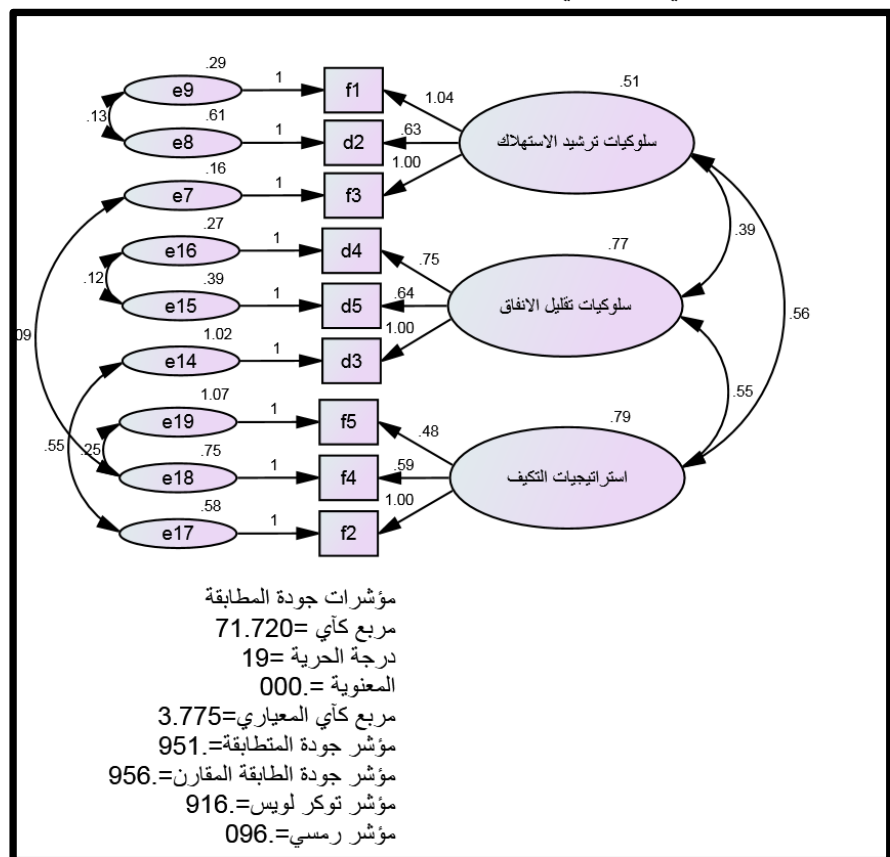 .29
e9 1 f1
.13
.61
e8 1 d2
.16
e7 1 f3
.27
e16 1 d4
.12
.39
e15 1 d5
1.02
e14 1 d3
1.07
e19 1 f5
.25
.75
e18 1 f4
.58
e17 1 f2
09
.55
1.04
.63
1.00
.51
سلوكيات ترشيد الاستهلاك
.75
.64
1.00
.77
سلوكيات تقليل الانفاق
.48
.59
1.00
.79
استراتيجيات التكيف
.39
.56
.55
مؤشرات جودة المطابقة
مربع كآي =71.720
درجة الحرية =19
المعنوية =.000
مربع كآي المعياري=3.775
مؤشر جودة المتطابقة=.951
مؤشر جودة الطابقة المقارن=.956
مؤشر توكر لويس=.916
مؤشر رمسي=.096